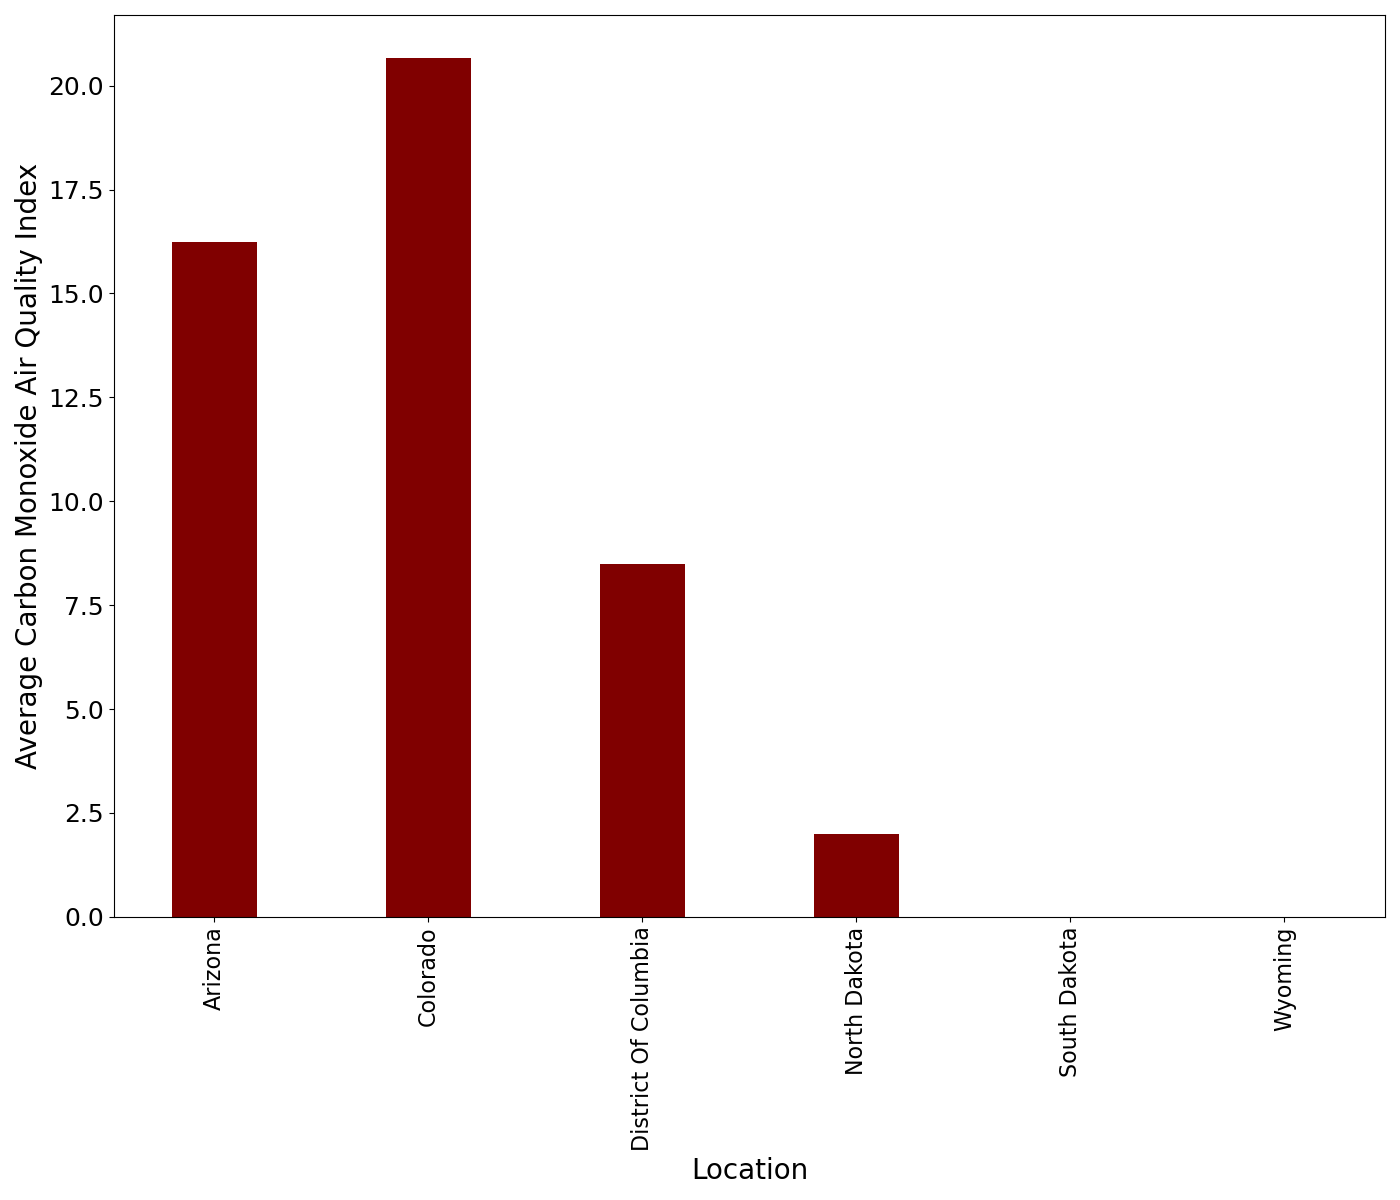 Average Carbon Monoxide Air Quality Index
20.0
17.5
15.0
12.5
10.0
7.5
5.0
2.5
0.0
Arizona
Colorado
District Of Columbia
North Dakota
South Dakota
Wyoming
Location